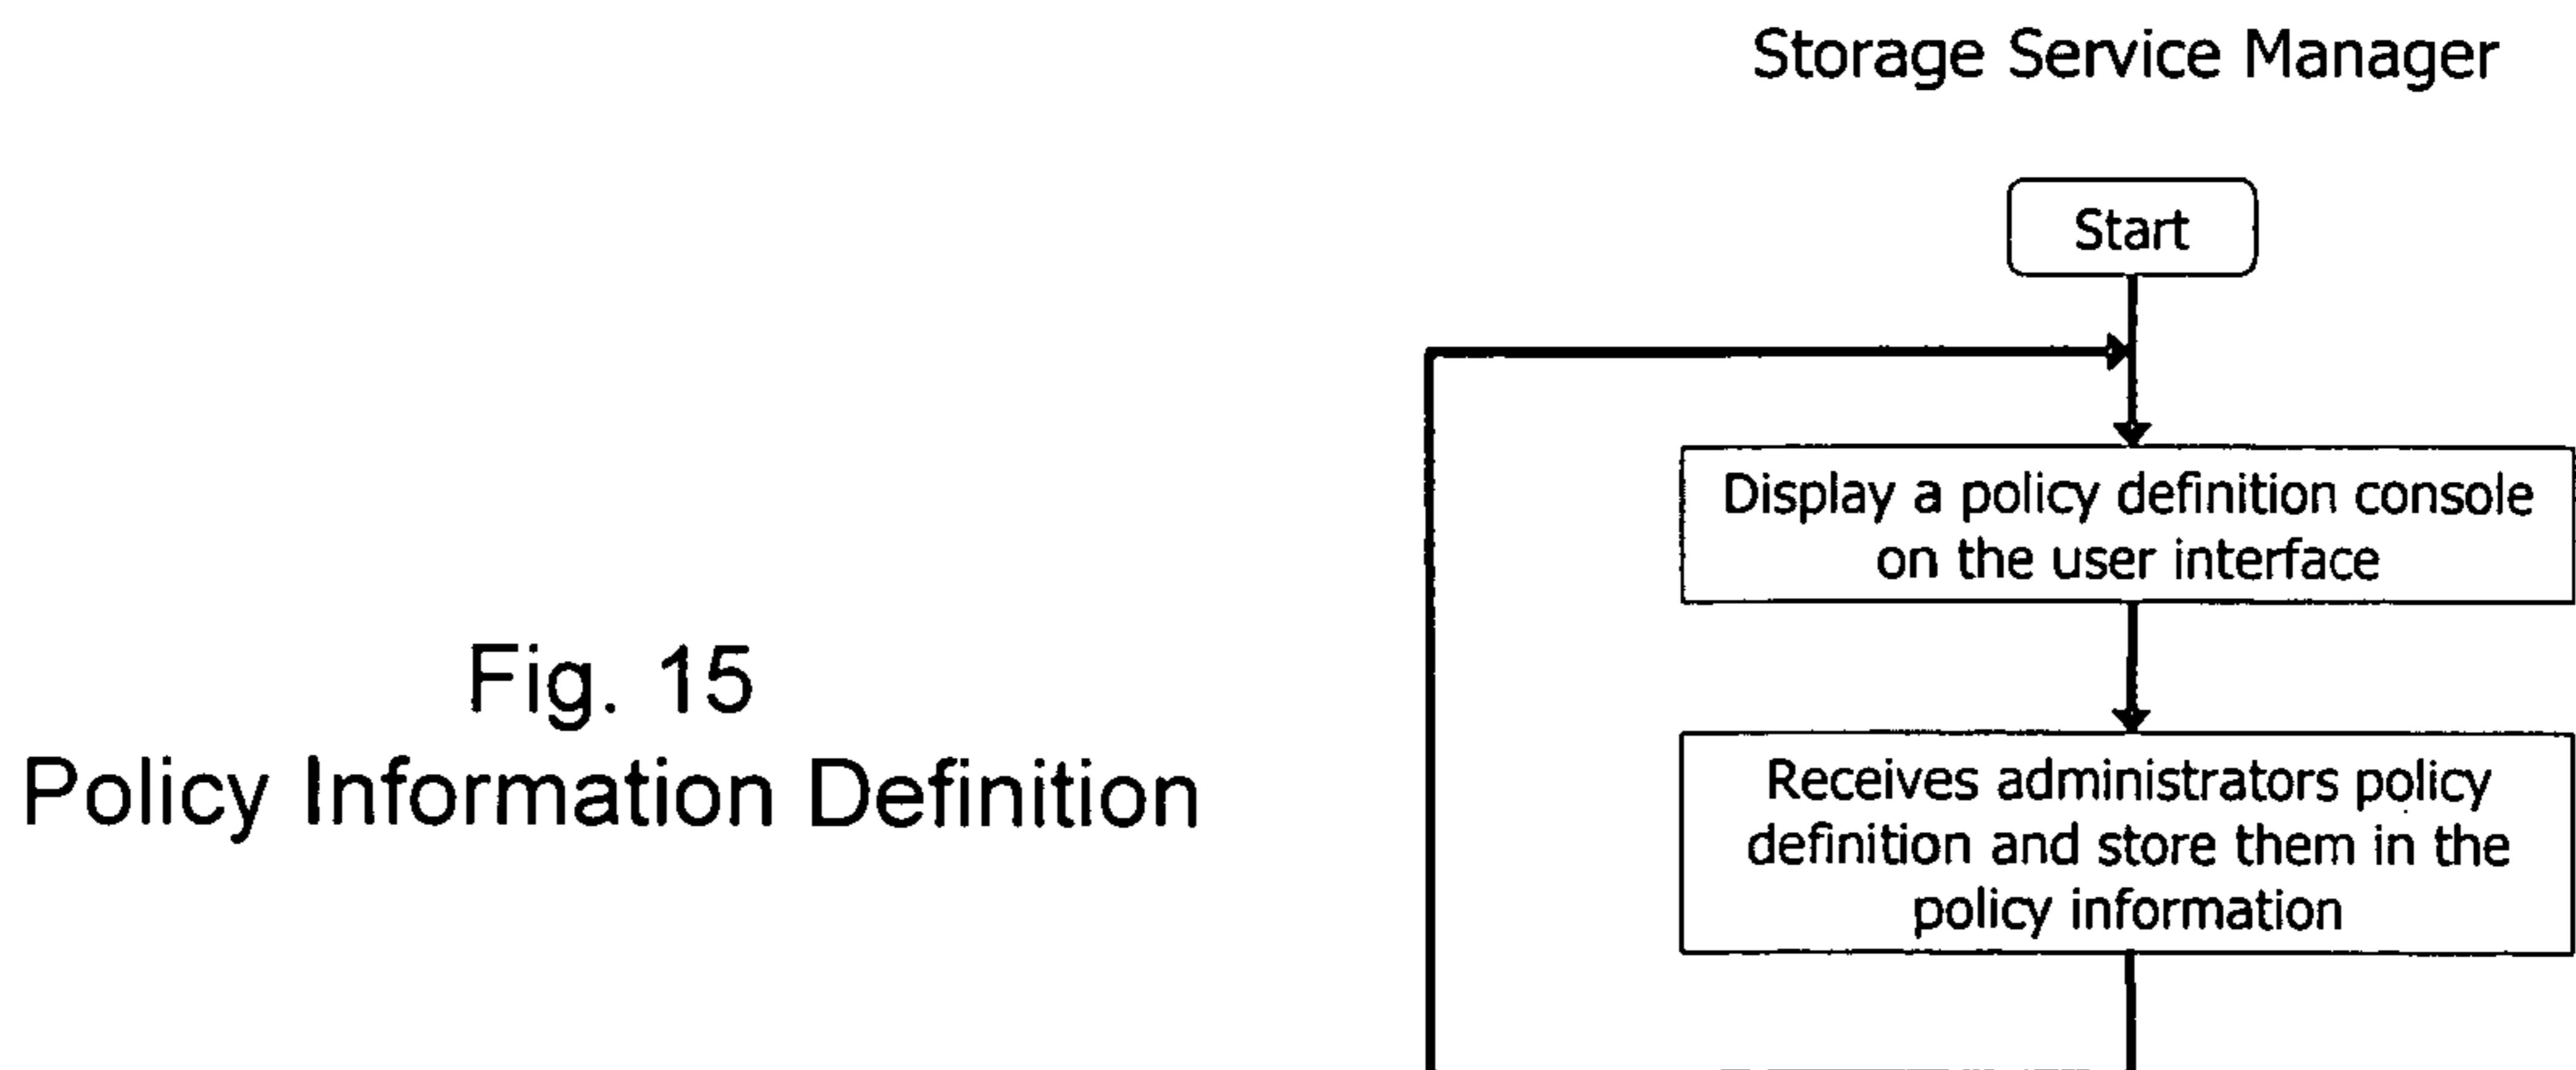 Storage Service Manager
Start
Display a policy definition console
on the user interface
Receives administrators policy
definition and store them in the
policy information
Fig. 15
Policy Information Definition